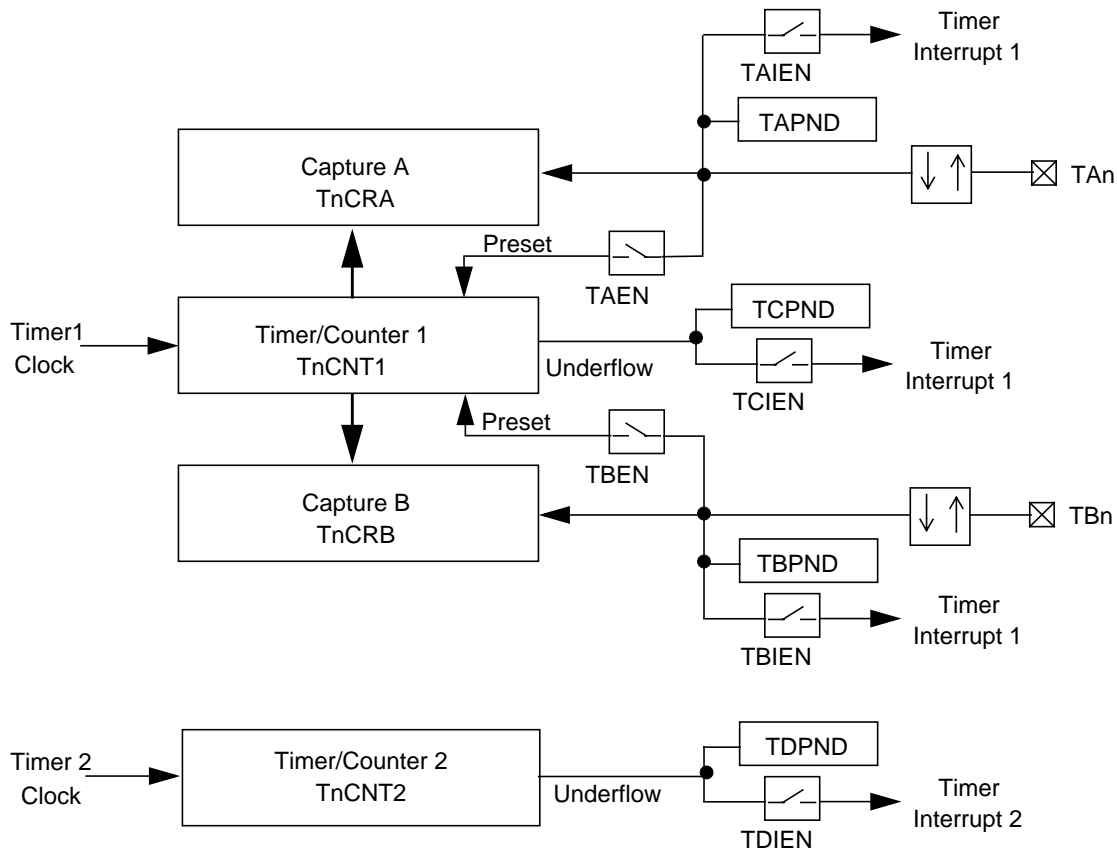 Timer
Interrupt 1
TAIEN
TAPND
Capture A
TnCRA
TAn
Preset
TAEN
TCPND
Timer1
Clock
Timer/Counter 1
TnCNT1
Underflow
Timer
Interrupt 1
TCIEN
Preset
TBEN
Capture B
TnCRB
TBn
TBPND
Timer
Interrupt 1
TBIEN
Timer 2
Clock
Timer/Counter 2
TnCNT2
Underflow
TDPND
Timer
Interrupt 2
TDIEN